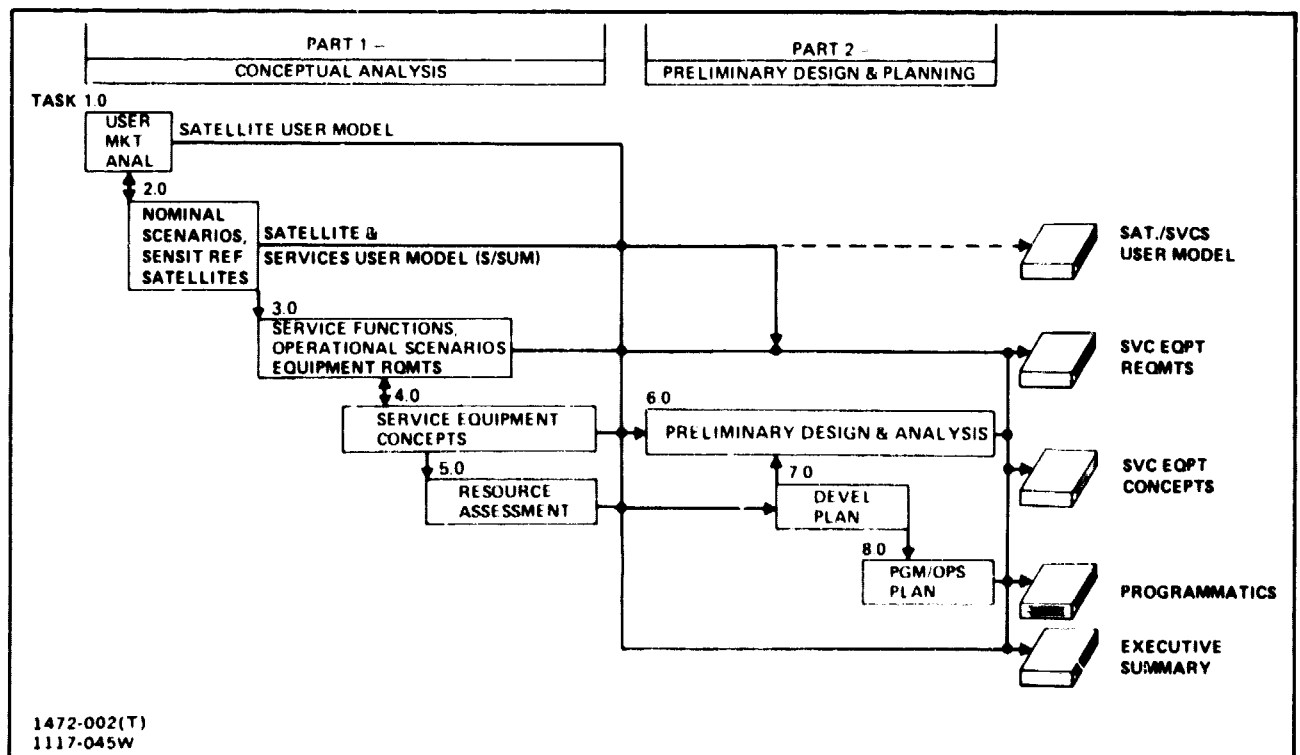 PART 1 –
CONCEPTUAL ANALYSIS
PART 2 -
PRELIMINARY DESIGN & PLANNING
TASK 1.0
USER
MKT
ANAL
SATELLITE USER MODEL
2.0
NOMINAL
SCENARIOS,
SENSIT REF
SATELLITES
SATELLITE &
SERVICES USER MODEL (S/SUM)
SAT./SVCS
USER MODEL
3.0
SERVICE FUNCTIONS,
OPERATIONAL SCENARIOS
EQUIPMENT RQMTS
SVC EQPT
REQMTS
4.0
SERVICE EQUIPMENT
CONCEPTS
6.0
PRELIMINARY DESIGN & ANALYSIS
SVC EQPT
CONCEPTS
5.0
RESOURCE
ASSESSMENT
7.0
DEVEL
PLAN
8.0
PGM/OPS
PLAN
PROGRAMMATICS
EXECUTIVE
SUMMARY
1472-002(T)
1117-045W